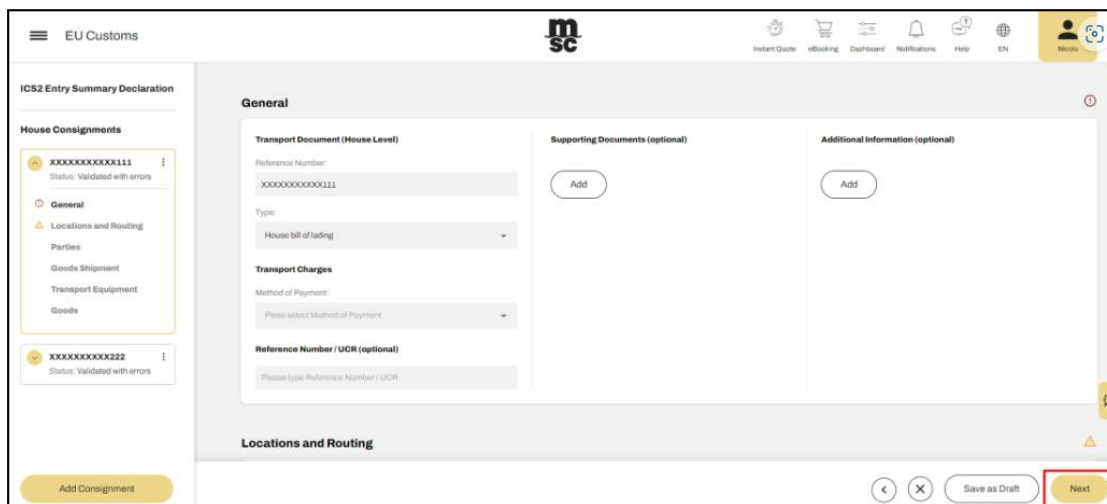 EU Customs
msc
Instant Quote
eBooking
Dashboard
Notifications
Help
EN
Nicolo
ICS2 Entry Summary Declaration
House Consignments
XXXXXXXXXXX111
Status: Validated with errors
General
Locations and Routing
Parties
Goods Shipment
Transport Equipment
Goods
XXXXXXXXXX222
Status: Validated with errors
Add Consignment
General
Transport Document (House Level)
Reference Number:
XXXXXXXXXXX111
Type:
House bill of lading
Transport Charges
Method of Payment:
Plese select Method of Payment
Reference Number / UCR (optional)
Please type Reference Number / UCR
Supporting Documents (optional)
Add
Additional Information (optional)
Add
Locations and Routing
Save as Draft
Next